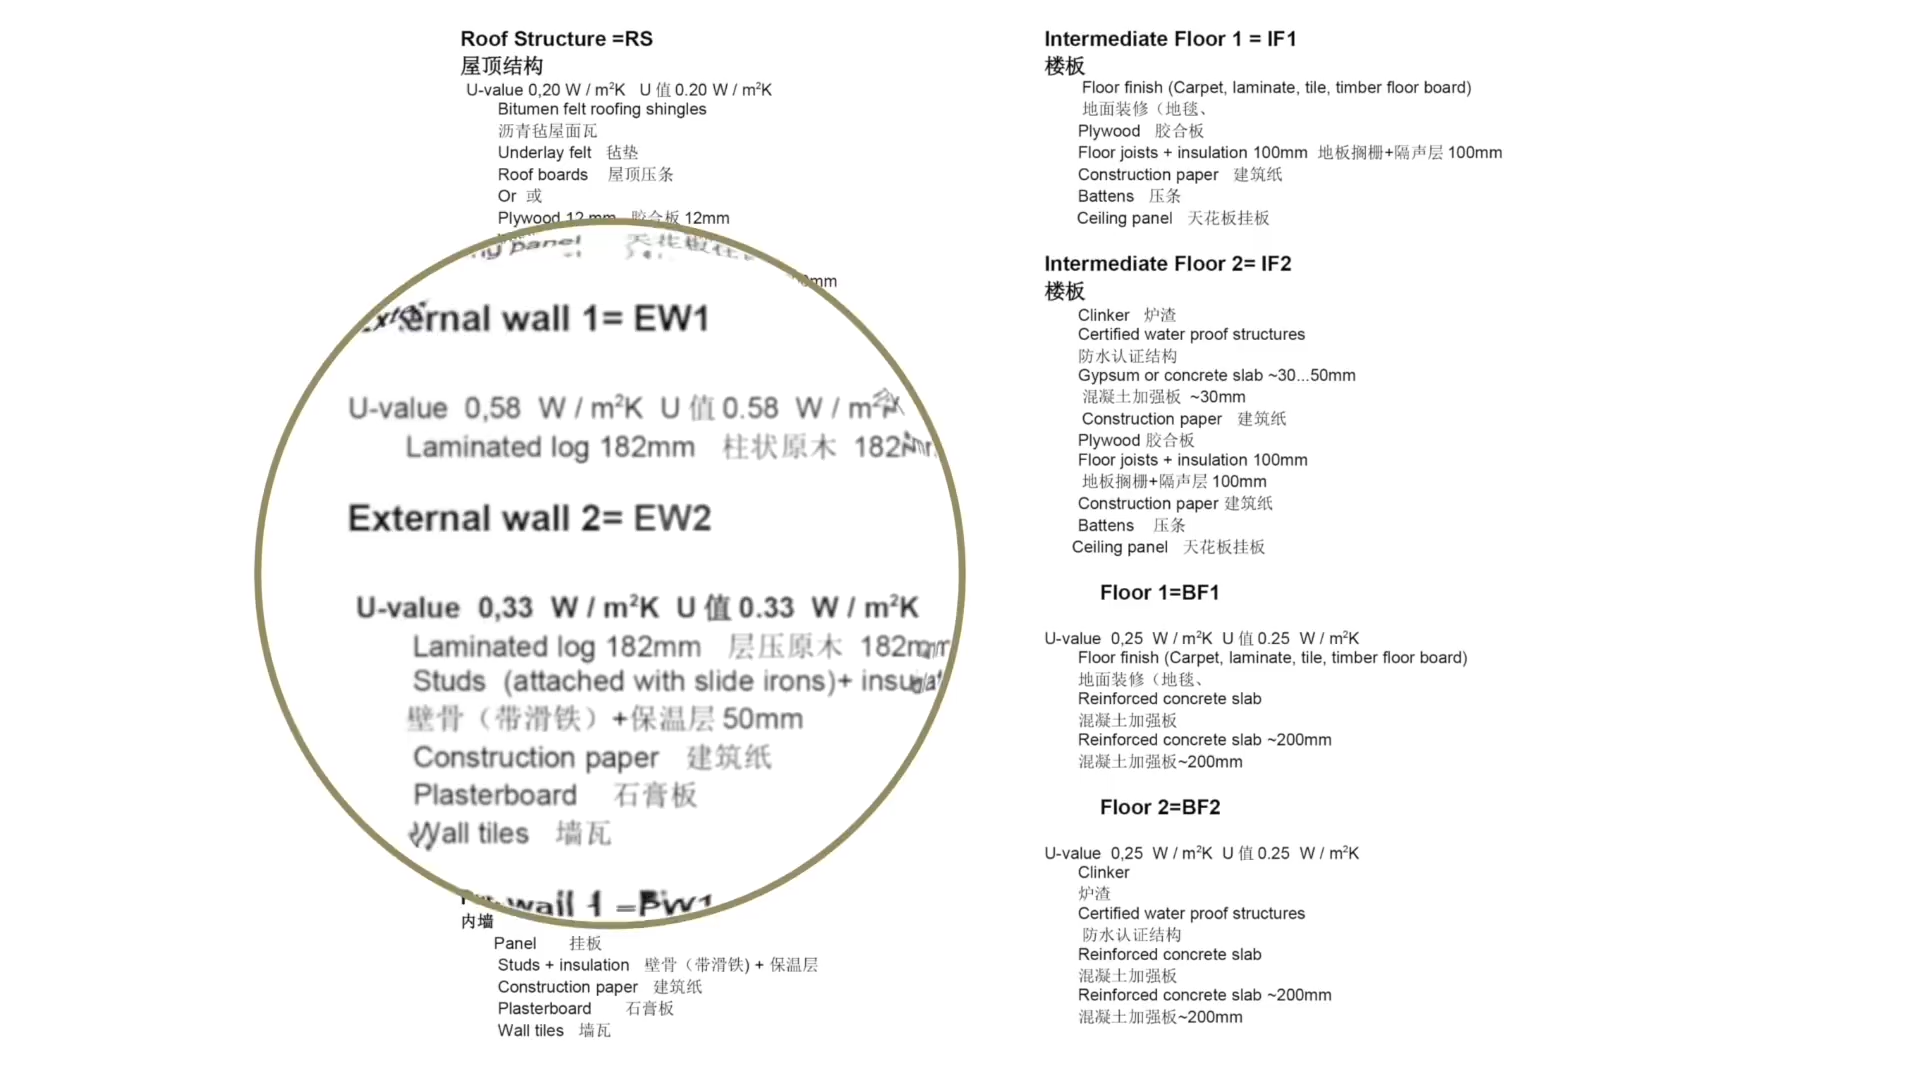 Roof Structure =RS
屋顶结构
U-value 0,20 W / m²K U 值 0.20 W / m²K
Bitumen felt roofing shingles
沥青毡屋面瓦
Underlay felt 毡垫
Roof boards 屋顶压条
Or 或
Plywood 12 mm 胶合板 12mm
panel
mm
External wall 1= EW1
U-value 0,58 W / m²K U 值 0.58 W / m²K
Laminated log 182mm 柱状原木 182mm
External wall 2= EW2
U-value 0,33 W / m²K U 值 0.33 W / m²K
Laminated log 182mm 层压原木 182mm
Studs (attached with slide irons)+
壁骨（带滑铁）+保温层 50mm
Construction paper 建筑纸
Plasterboard 石膏板
Wall tiles 墙瓦
wall 1 =PW1
内墙
Panel 挂板
Studs + insulation 壁骨（带滑铁) + 保温层
Construction paper 建筑纸
Plasterboard 石膏板
Wall tiles 墙瓦
Intermediate Floor 1 = IF1
楼板
Floor finish (Carpet, laminate, tile, timber floor board)
地面装修（地毯、
Plywood 胶合板
Floor joists + insulation 100mm 地板搁栅+隔声层 100mm
Construction paper 建筑纸
Battens 压条
Ceiling panel 天花板挂板
Intermediate Floor 2= IF2
楼板
Clinker 炉渣
Certified water proof structures
防水认证结构
Gypsum or concrete slab ~30...50mm
混凝土加强板 ~30mm
Construction paper 建筑纸
Plywood 胶合板
Floor joists + insulation 100mm
地板搁栅+隔声层 100mm
Construction paper 建筑纸
Battens 压条
Ceiling panel 天花板挂板
Floor 1=BF1
U-value 0,25 W / m²K U 值 0.25 W / m²K
Floor finish (Carpet, laminate, tile, timber floor board)
地面装修（地毯、
Reinforced concrete slab
混凝土加强板
Reinforced concrete slab ~200mm
混凝土加强板~200mm
Floor 2=BF2
U-value 0,25 W / m²K U 值 0.25 W / m²K
Clinker
炉渣
Certified water proof structures
防水认证结构
Reinforced concrete slab
混凝土加强板
Reinforced concrete slab ~200mm
混凝土加强板~200mm